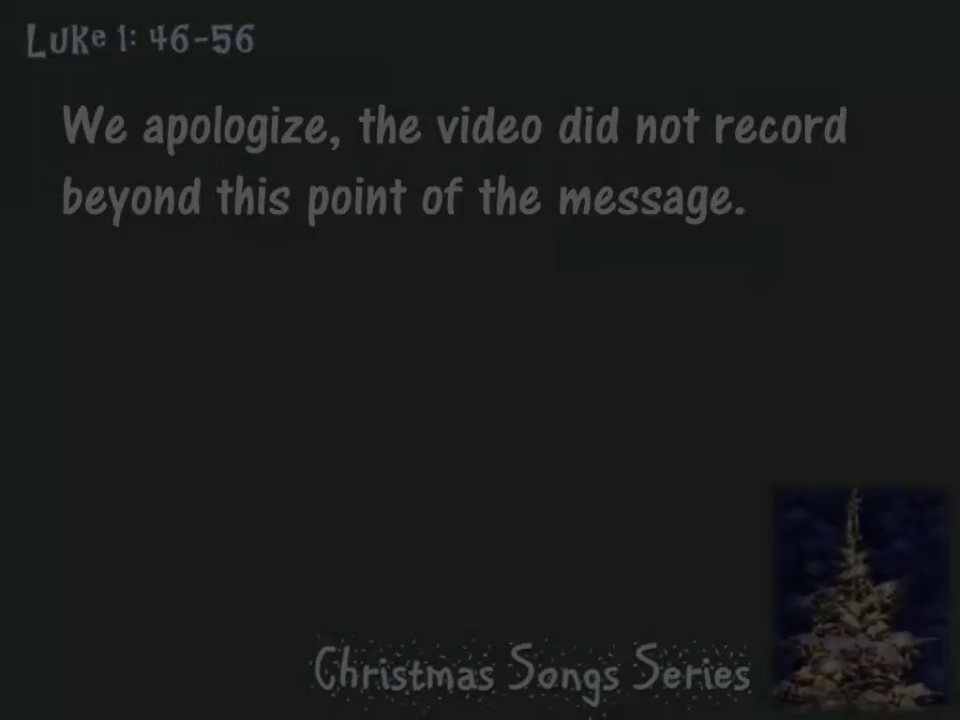 Luke 1: 46-56
We apologize, the video did not record
beyond this point of the message.
Christmas Songs Series